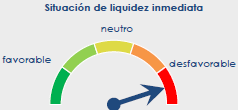 Situación de liquidez inmediata
neutro
favorable
desfavorable